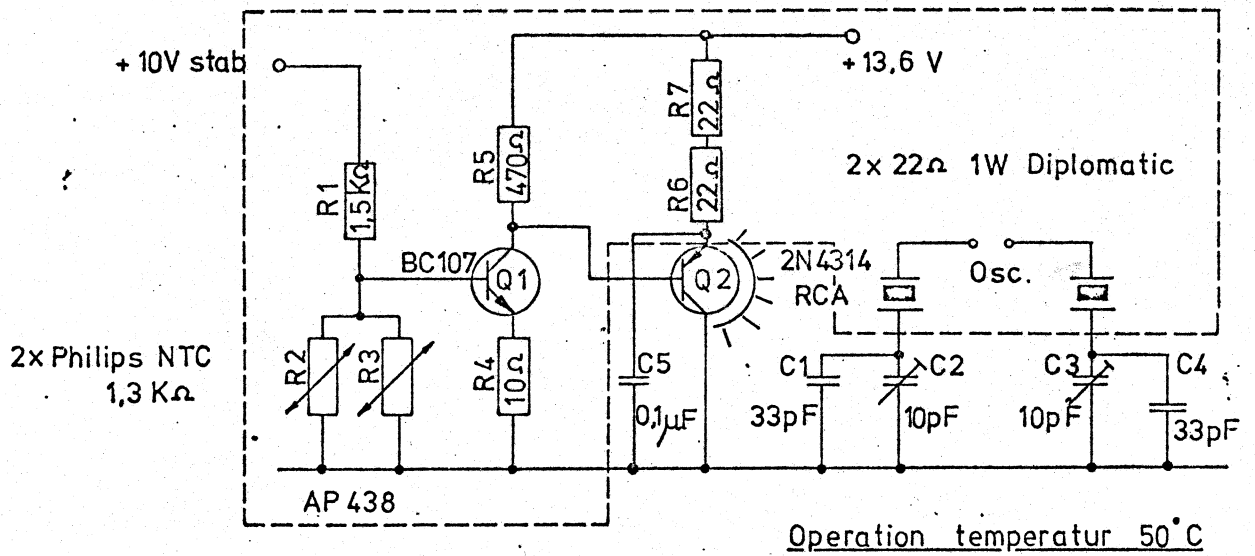 + 10V stab
+ 13,6 V
R7
22Ω
R5
470Ω
R6
22Ω
2x 22Ω 1W Diplomatic
R1
1,5 KΩ
BC107
Q1
Q2
2N4314
RCA
Osc.
2x Philips NTC
1,3 KΩ
R2
R3
R4
10Ω
C5
0,1µF
C1
33pF
C2
10pF
C3
10pF
C4
33pF
AP 438
Operation temperatur 50°C